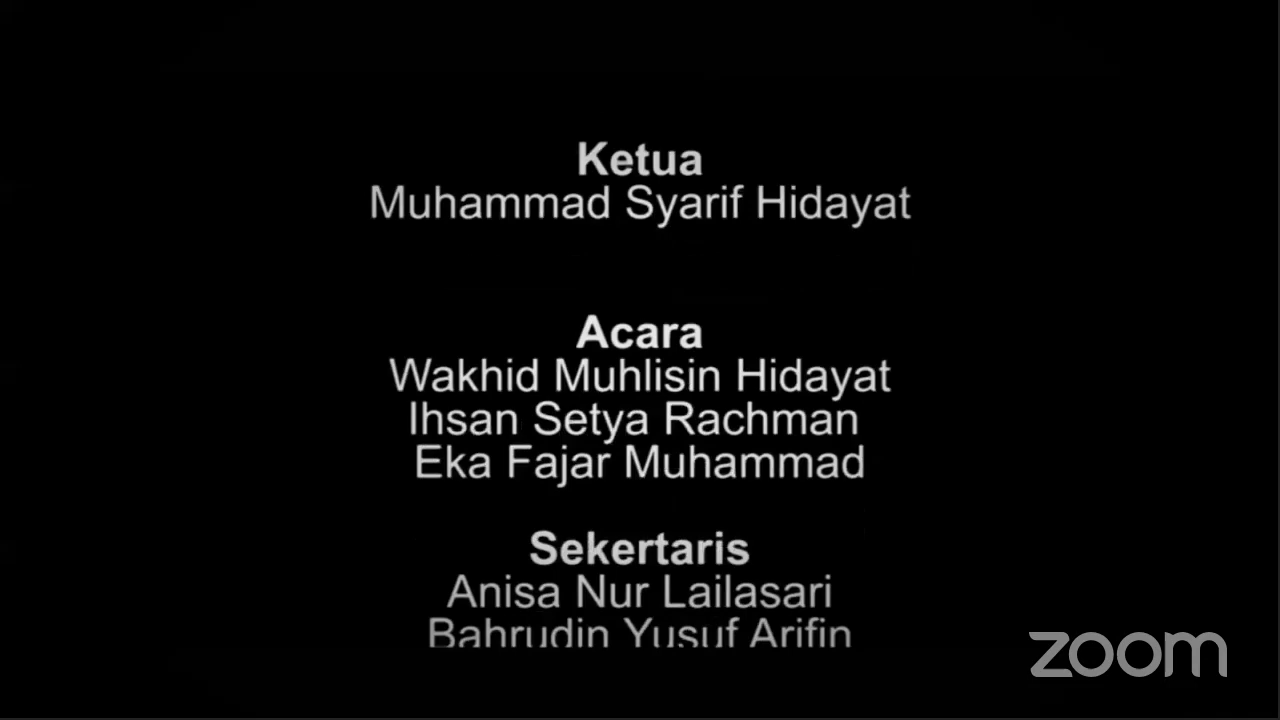 Ketua
Muhammad Syarif Hidayat
Acara
Wakhid Muhlisin Hidayat
Ihsan Setya Rachman
Eka Fajar Muhammad
Sekertaris
Anisa Nur Lailasari
Bahrudin Yusuf Arifin
zoom